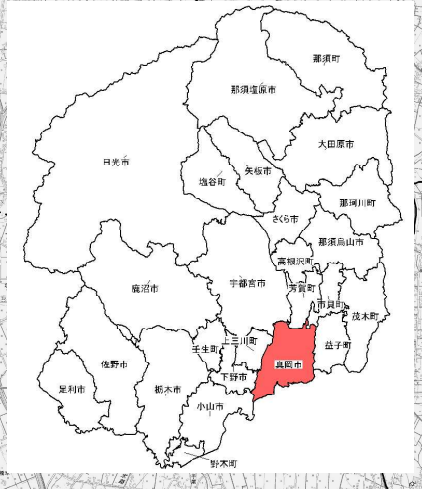 那須町
那須塩原市
大田原市
日光市
矢板市
塩谷町
那珂川町
さくら市
那須烏山市
高根沢町
宇都宮市
鹿沼市
芳賀町
市貝町
茂木町
上三川町
益子町
壬生町
真岡市
佐野市
下野市
足利市
栃木市
小山市
野木町